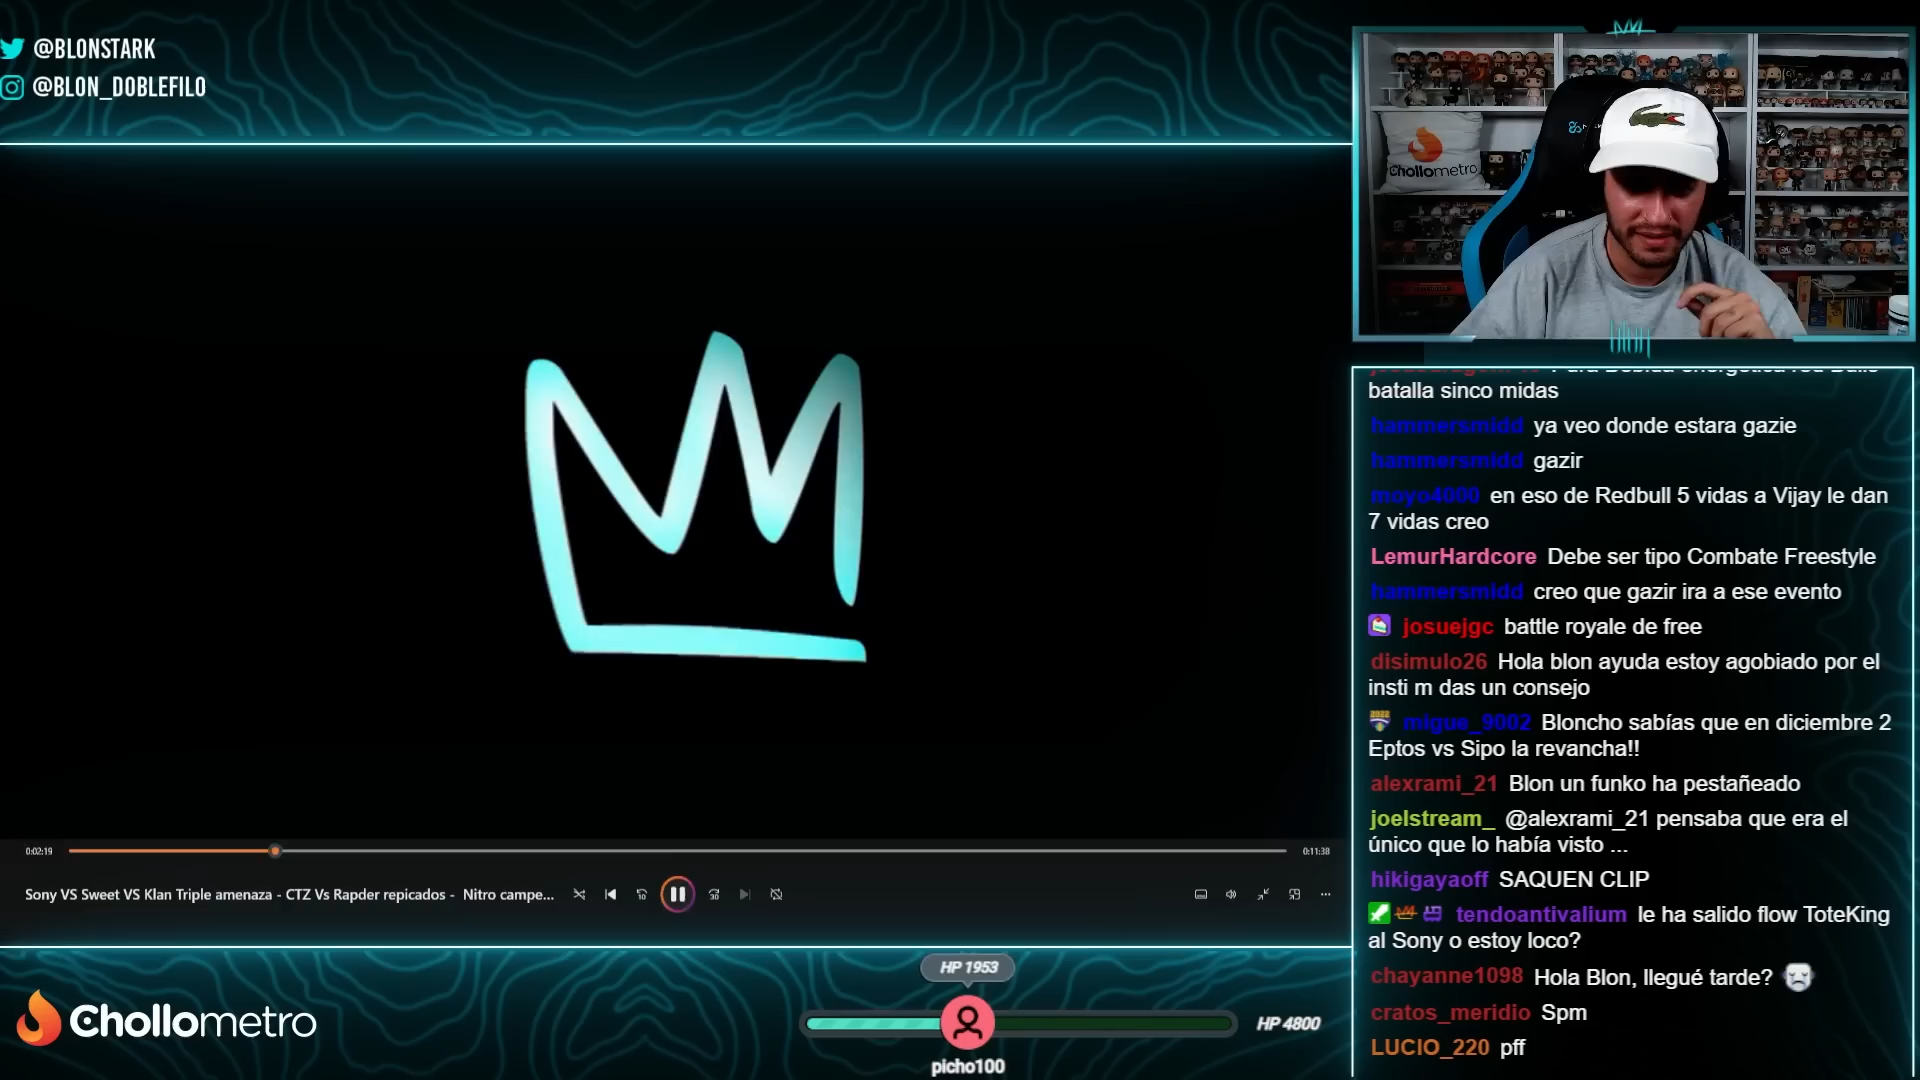 @BLONSTARK
@BLON_DOBLEFILO
Chollometro
batalla sinco midas
hammersmidd ya veo donde estara gazie
hammersmidd gazir
moyo4000 en eso de Redbull 5 vidas a Vijay le dan
7 vidas creo
LemurHardcore Debe ser tipo Combate Freestyle
hammersmidd creo que gazir ira a ese evento
josuejgc battle royale de free
disimulo26 Hola blon ayuda estoy agobiado por el
insti m das un consejo
migue_9002 Bloncho sabías que en diciembre 2
Eptos vs Sipo la revancha!!
alexrami_21 Blon un funko ha pestañeado
joelstream_ @alexrami_21 pensaba que era el
único que lo había visto ...
hikigayaoff SAQUEN CLIP
tendoantivalium le ha salido flow ToteKing
al Sony o estoy loco?
chayanne1098 Hola Blon, llegué tarde?
cratos_meridio Spm
LUCIO_220 pff
0:02:19
0:11:38
Sony VS Sweet VS Klan Triple amenaza - CTZ Vs Rapder repicados - Nitro campe...
10
30
HP 1953
HP 4800
picho100
Chollometro